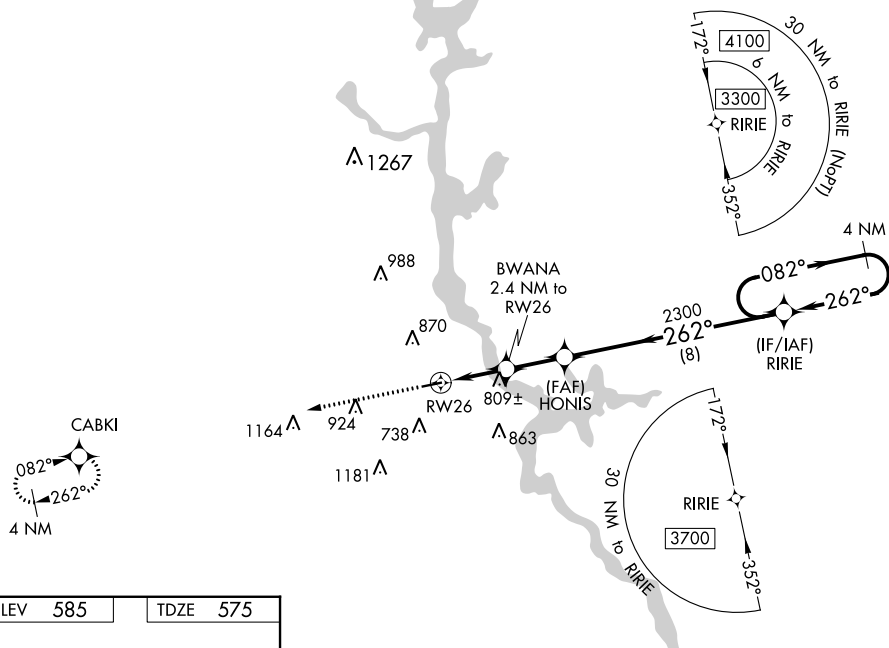 30 NM to RIRIE (NoPT)
172°
4100
6 NM to RIRIE
3300
RIRIE
352°
1267
4 NM
082°
262°
988
BWANA
2.4 NM to
RW26
2300
262°
(8)
(IF/IAF)
RIRIE
870
(FAF)
HONIS
RW26
809±
924
1164
738
863
1181
CABKI
082°
262°
4 NM
172°
30 NM to RIRIE
RIRIE
3700
352°
LEV 585
TDZE 575